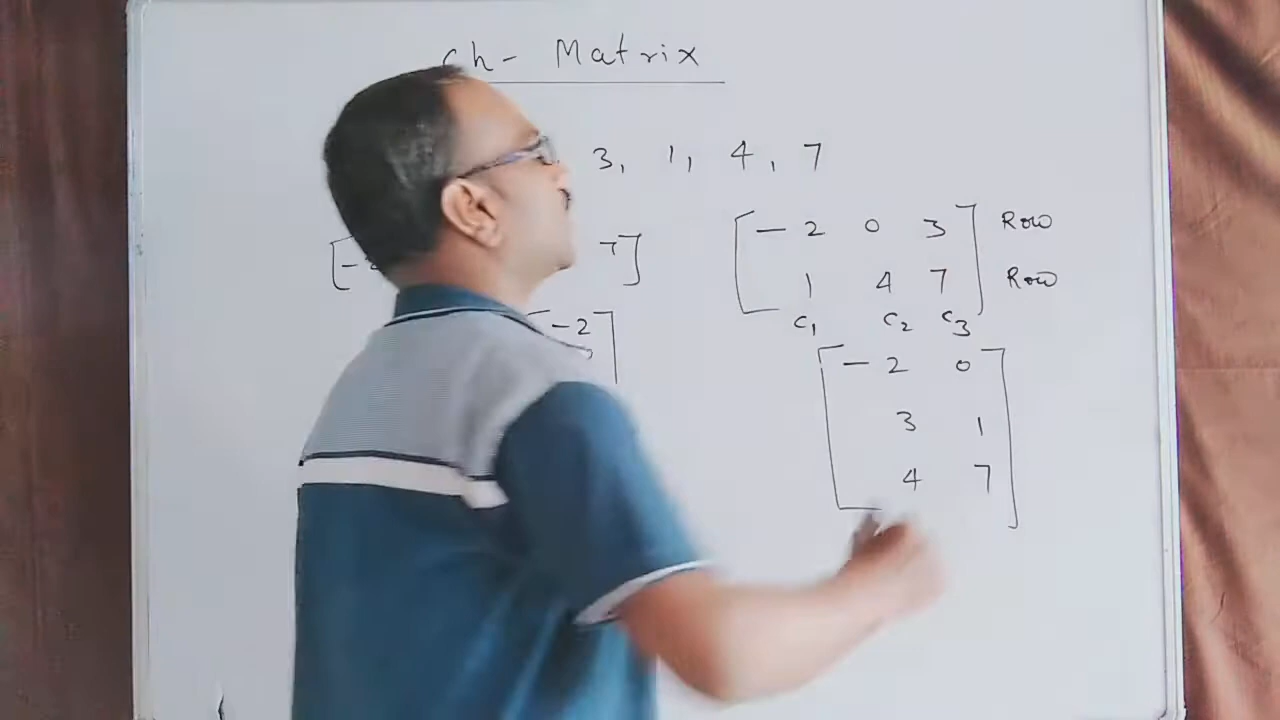 Ch- Matrix
3, 1, 4, 7
7]
[-2]
[-2 0 3] Row
1 4 7 Row
C1 C2 C3
[-2 0]
3 1
4 7